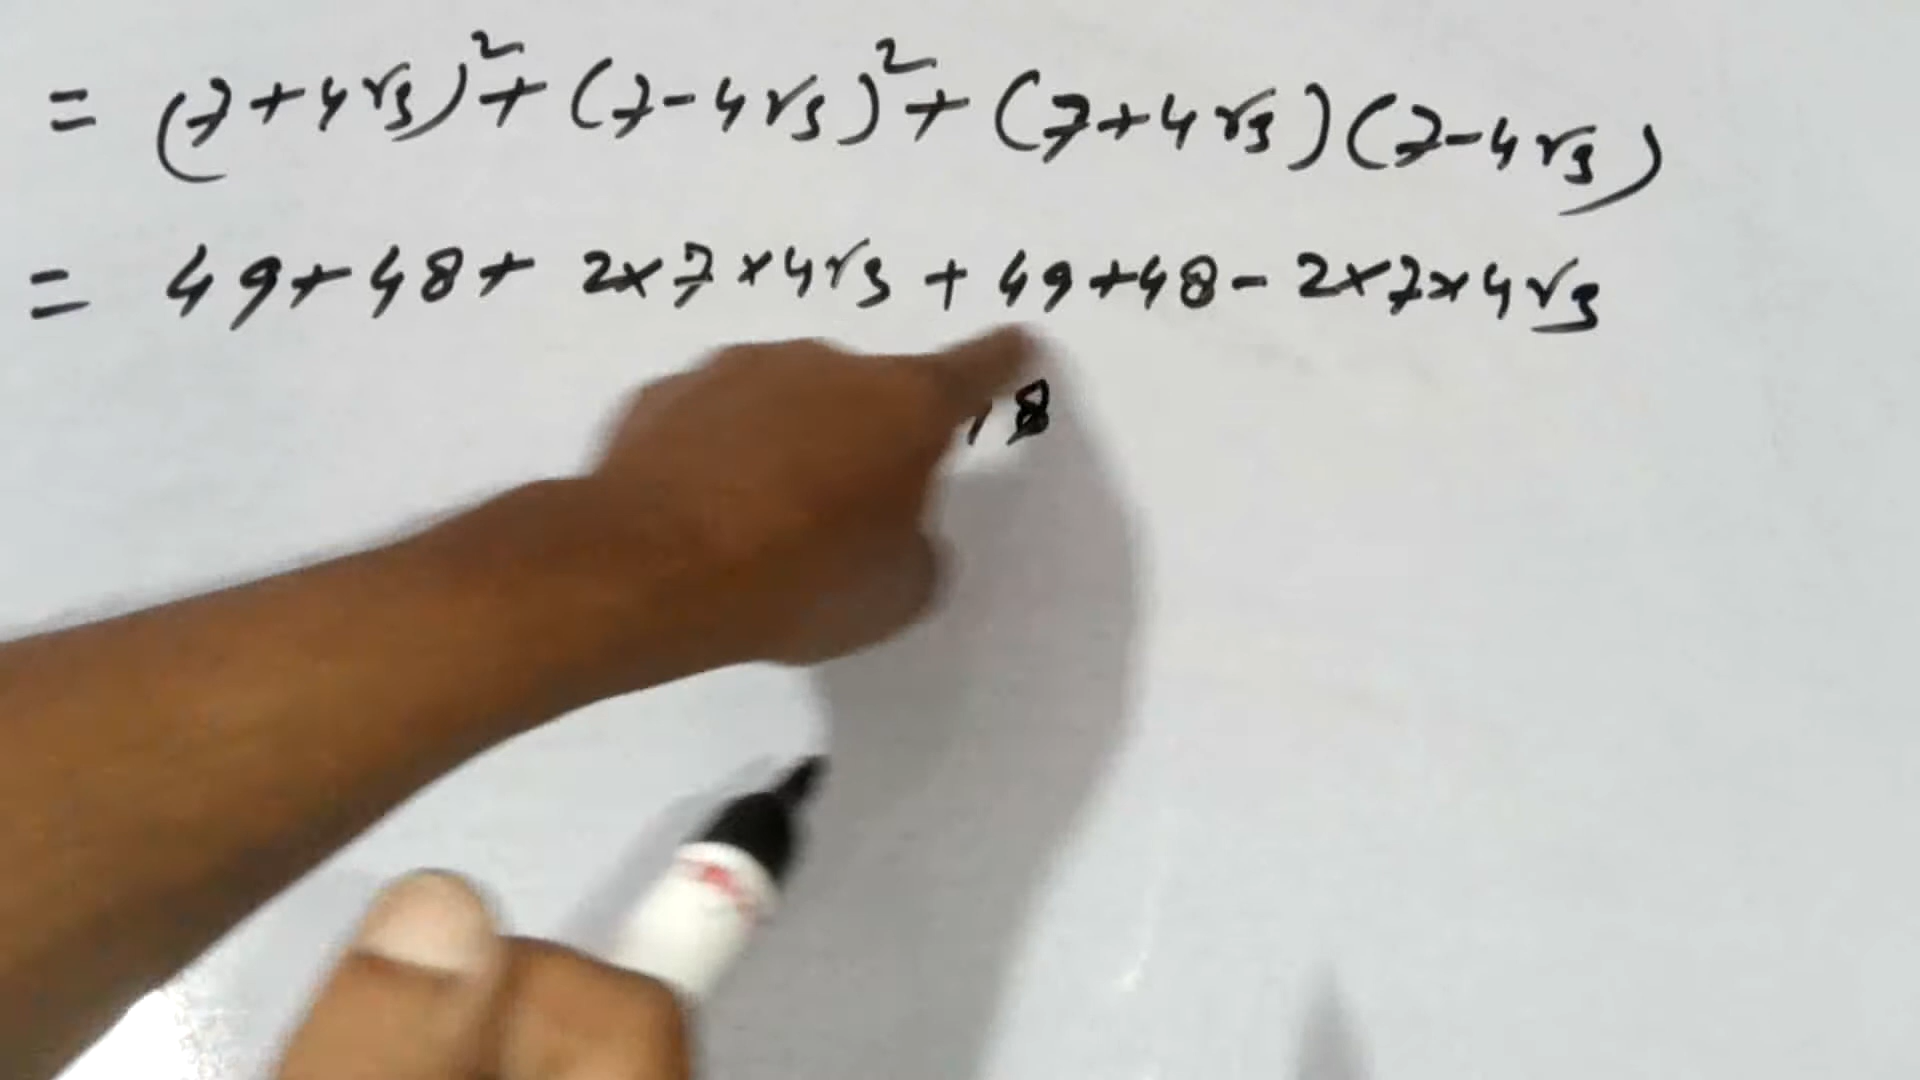 = (7+4√3)²+(7-4√3)²+(7+4√3)(7-4√3)
= 49+48+ 2×7×4√3 + 49+48- 2×7×4√3
8